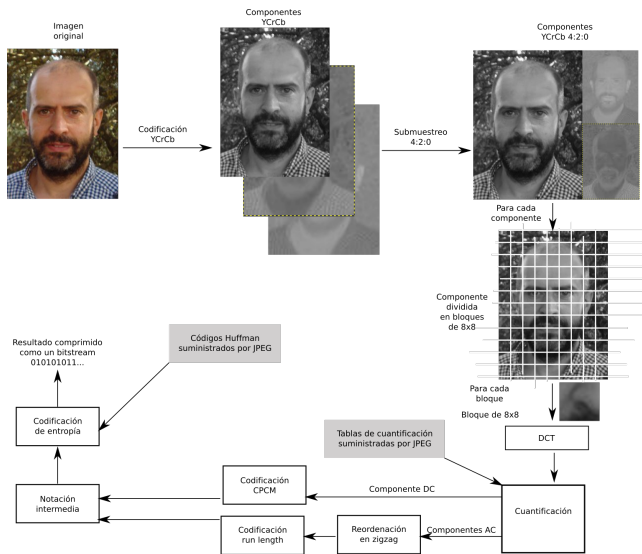 Imagen
original
Componentes
YCrCb
Componentes
YCrCb 4:2:0
Codificación
YCrCb
Submuestreo
4:2:0
Para cada
componente
Componente
dividida
en bloques
de 8x8
Para cada
bloque
Bloque de 8x8
DCT
Tablas de cuantificación
suministradas por JPEG
Cuantificación
Componente DC
Codificación
CPCM
Componentes AC
Reordenación
en zigzag
Codificación
run length
Notación
intermedia
Codificación
de entropía
Códigos Huffman
suministrados por JPEG
Resultado comprimido
como un bitstream
010101011...